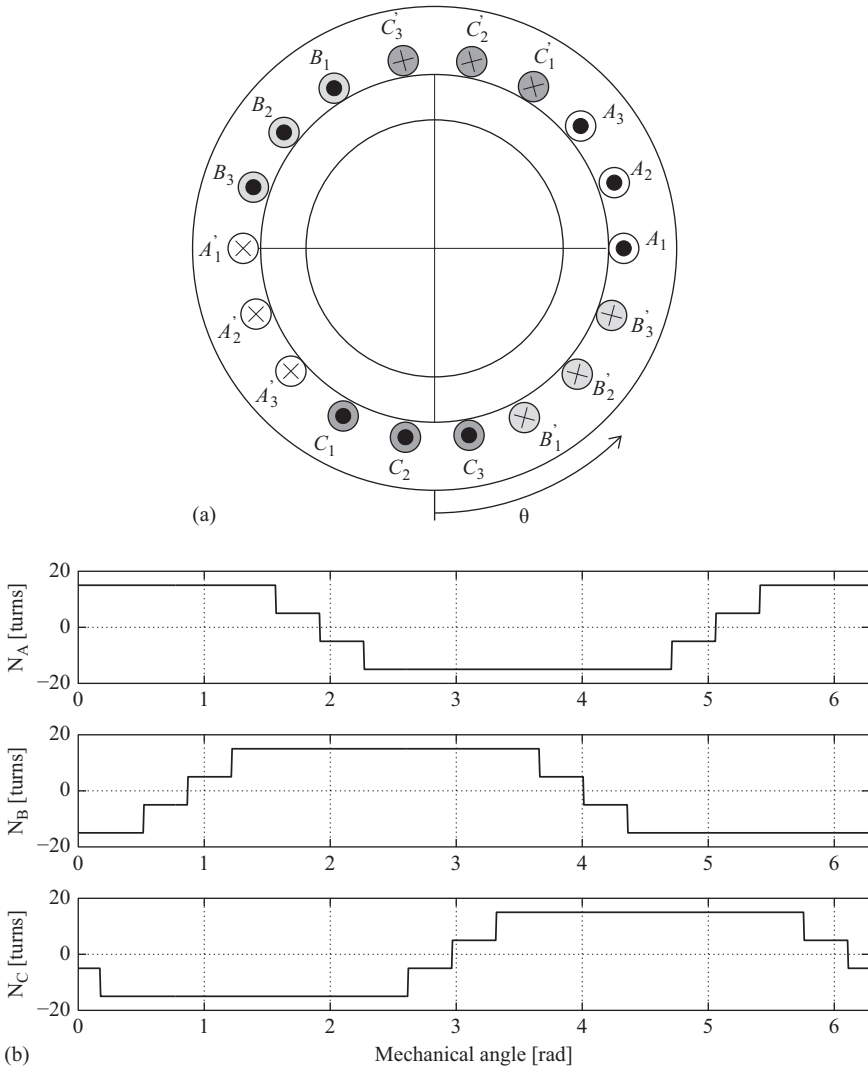 C'₃ C'₂
B₁ C'₁
B₂ A₃
B₃ A₂
A'₁ A₁
A'₂ B'₃
A'₃ B'₂
C₁ C₂ C₃ B'₁
(a) θ
20
0
−20
N_A [turns]
0 1 2 3 4 5 6
20
0
−20
N_B [turns]
0 1 2 3 4 5 6
20
0
−20
N_C [turns]
0 1 2 3 4 5 6
(b) Mechanical angle [rad]